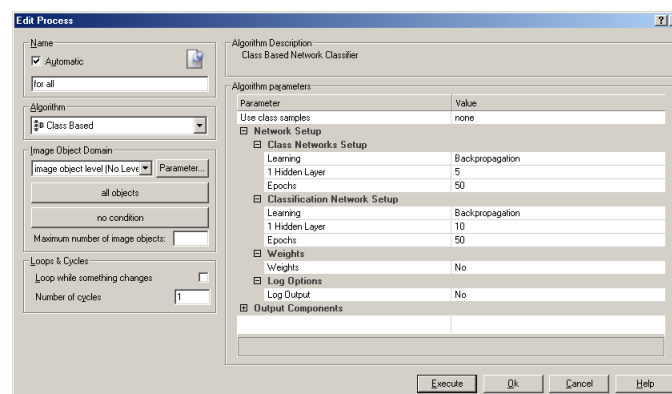 Edit Process
Name
Automatic
for all
Algorithm
Class Based
Image Object Domain
image object level (No Leve
Parameter...
all objects
no condition
Maximum number of image objects:
Loops & Cycles
Loop while something changes
Number of cycles
1
Algorithm Description
Class Based Network Classifier
Algorithm parameters
Parameter Value
Use class samples none
Network Setup
Class Networks Setup
Learning Backpropagation
1 Hidden Layer 5
Epochs 50
Classification Network Setup
Learning Backpropagation
1 Hidden Layer 10
Epochs 50
Weights
Weights No
Log Options
Log Output No
Output Components
Execute Ok Cancel Help